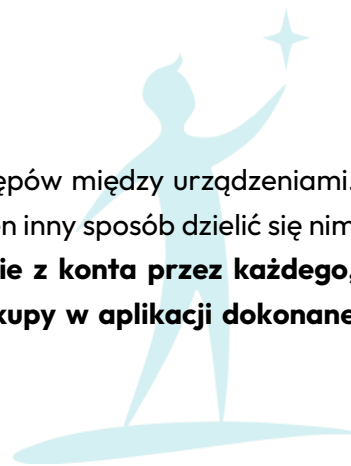 ępów między urządzeniami.
n inny sposób dzielić się nim
ie z konta przez każdego,
kupy w aplikacji dokonane